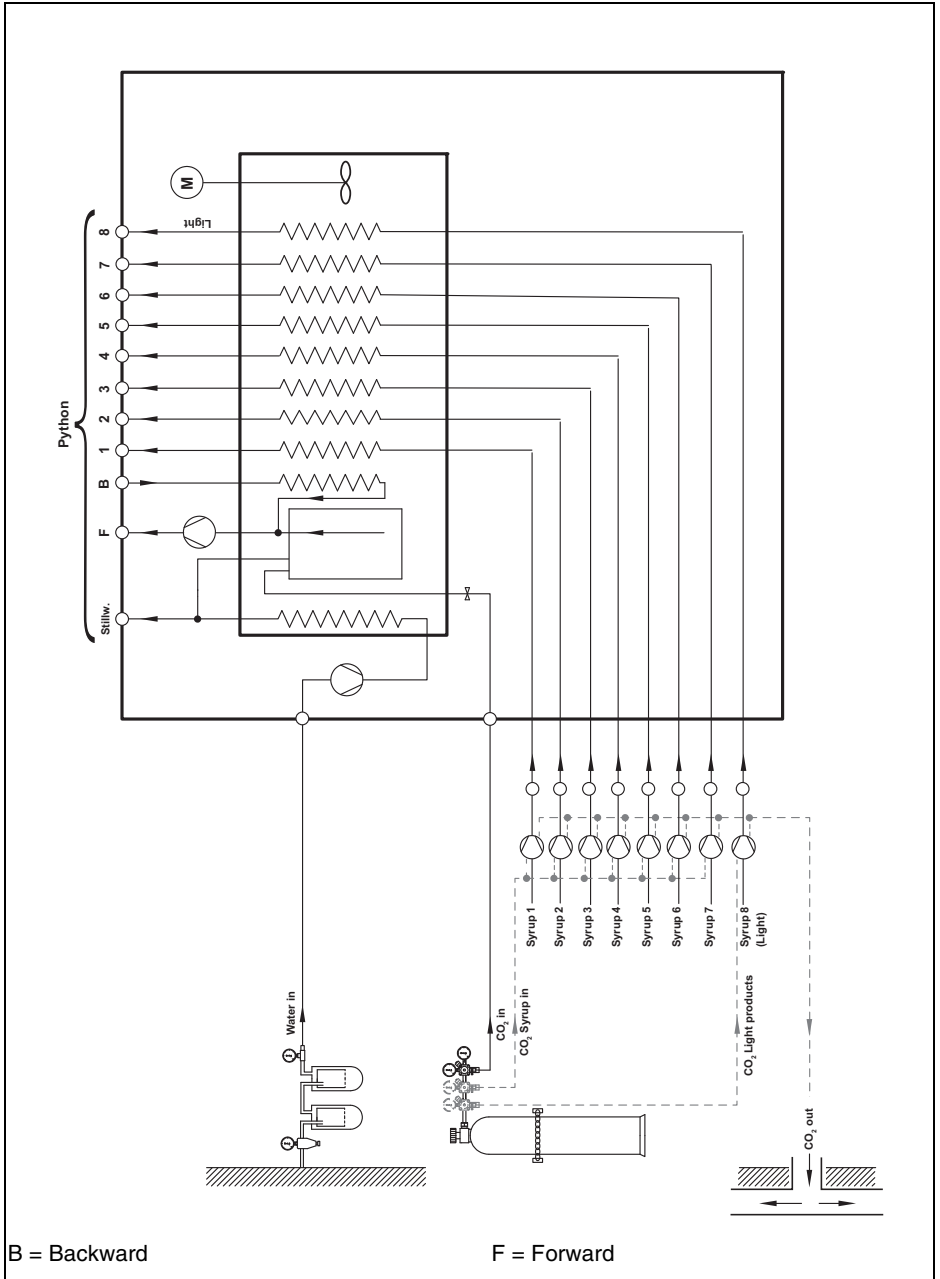 Python
Stillw.
F
B
1
2
3
4
5
6
7
8
Light
M
Water in
CO₂ in
CO₂ Syrup in
Syrup 1
Syrup 2
Syrup 3
Syrup 4
Syrup 5
Syrup 6
Syrup 7
Syrup 8
(Light)
CO₂ Light products
CO₂ out
B = Backward
F = Forward